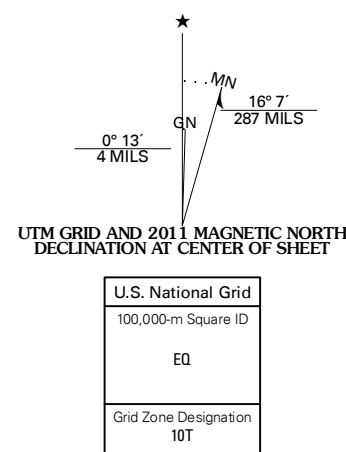 ★
MN
GN
16° 7´
287 MILS
0° 13´
4 MILS
UTM GRID AND 2011 MAGNETIC NORTH
DECLINATION AT CENTER OF SHEET
U.S. National Grid
100,000-m Square ID
EQ
Grid Zone Designation
10T